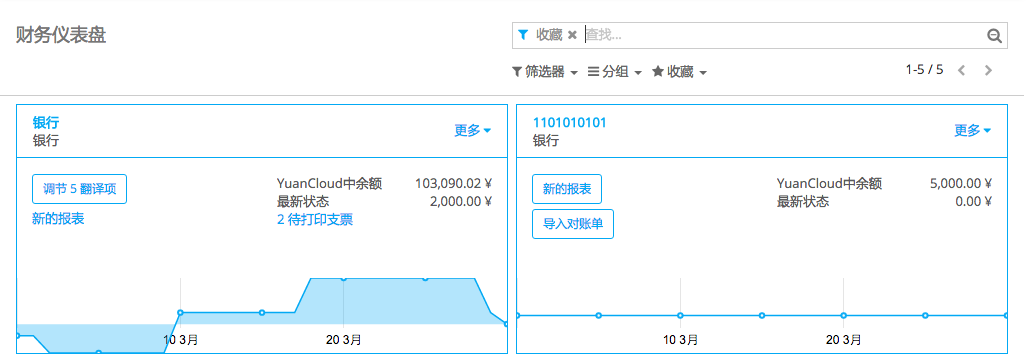 财务仪表盘
收藏 ✖ 查找...
筛选器 分组 收藏 1-5 / 5
银行
银行
更多
调节 5 翻译项
新的报表
YuanCloud中余额 103,090.02 ¥
最新状态 2,000.00 ¥
2 待打印支票
10 3月 20 3月
1101010101
银行
更多
新的报表
导入对账单
YuanCloud中余额 5,000.00 ¥
最新状态 0.00 ¥
10 3月 20 3月